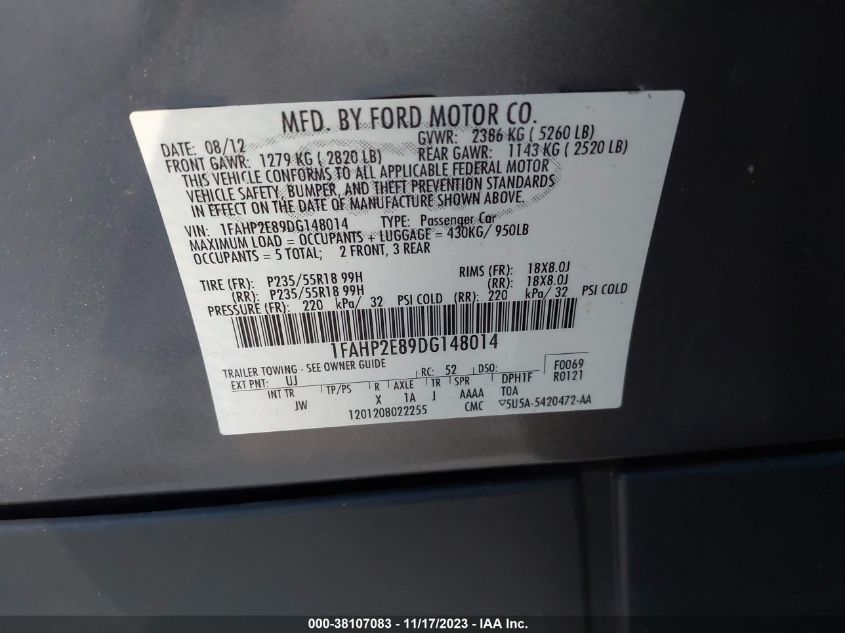 MFD. BY FORD MOTOR CO.
DATE: 08/12 GVWR: 2386 KG ( 5260 LB)
FRONT GAWR: 1279 KG ( 2820 LB) REAR GAWR: 1143 KG ( 2520 LB)
THIS VEHICLE CONFORMS TO ALL APPLICABLE FEDERAL MOTOR
VEHICLE SAFETY, BUMPER, AND THEFT PREVENTION STANDARDS
IN EFFECT ON THE DATE OF MANUFACTURE SHOWN ABOVE.
VIN: 1FAHP2E89DG148014 TYPE: Passenger Car
MAXIMUM LOAD = OCCUPANTS + LUGGAGE = 430KG/ 950LB
OCCUPANTS = 5 TOTAL; 2 FRONT, 3 REAR
TIRE (FR): P235/55R18 99H RIMS (FR): 18X8.0J
(RR): P235/55R18 99H (RR): 18X8.0J
PRESSURE (FR): 220 kPa/ 32 PSI COLD (RR): 220 kPa/ 32 PSI COLD
1FAHP2E89DG148014
TRAILER TOWING - SEE OWNER GUIDE F0069
EXT PNT: UJ RC: 52 DSO: R0121
INT TR TP/PS R AXLE TR SPR DPH1F
JW X 1A J AAAA TOA
1201208022255 CMC ▽5U5A-5420472-AA
000-38107083 - 11/17/2023 - IAA Inc.